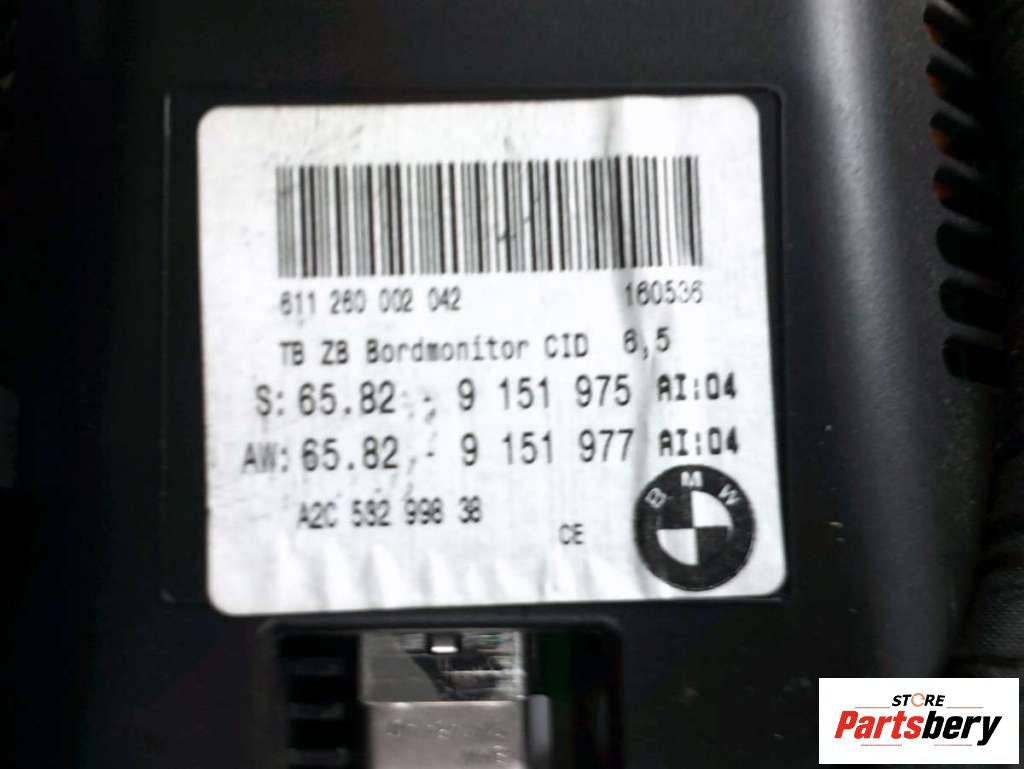 611 260 002 042 160536
TB ZB Bordmonitor CID 6,5
S: 65.82 - 9 151 975 AI:04
AW: 65.82 - 9 151 977 AI:04
A2C 532 998 38
CE
BMW
STORE
Partsbery